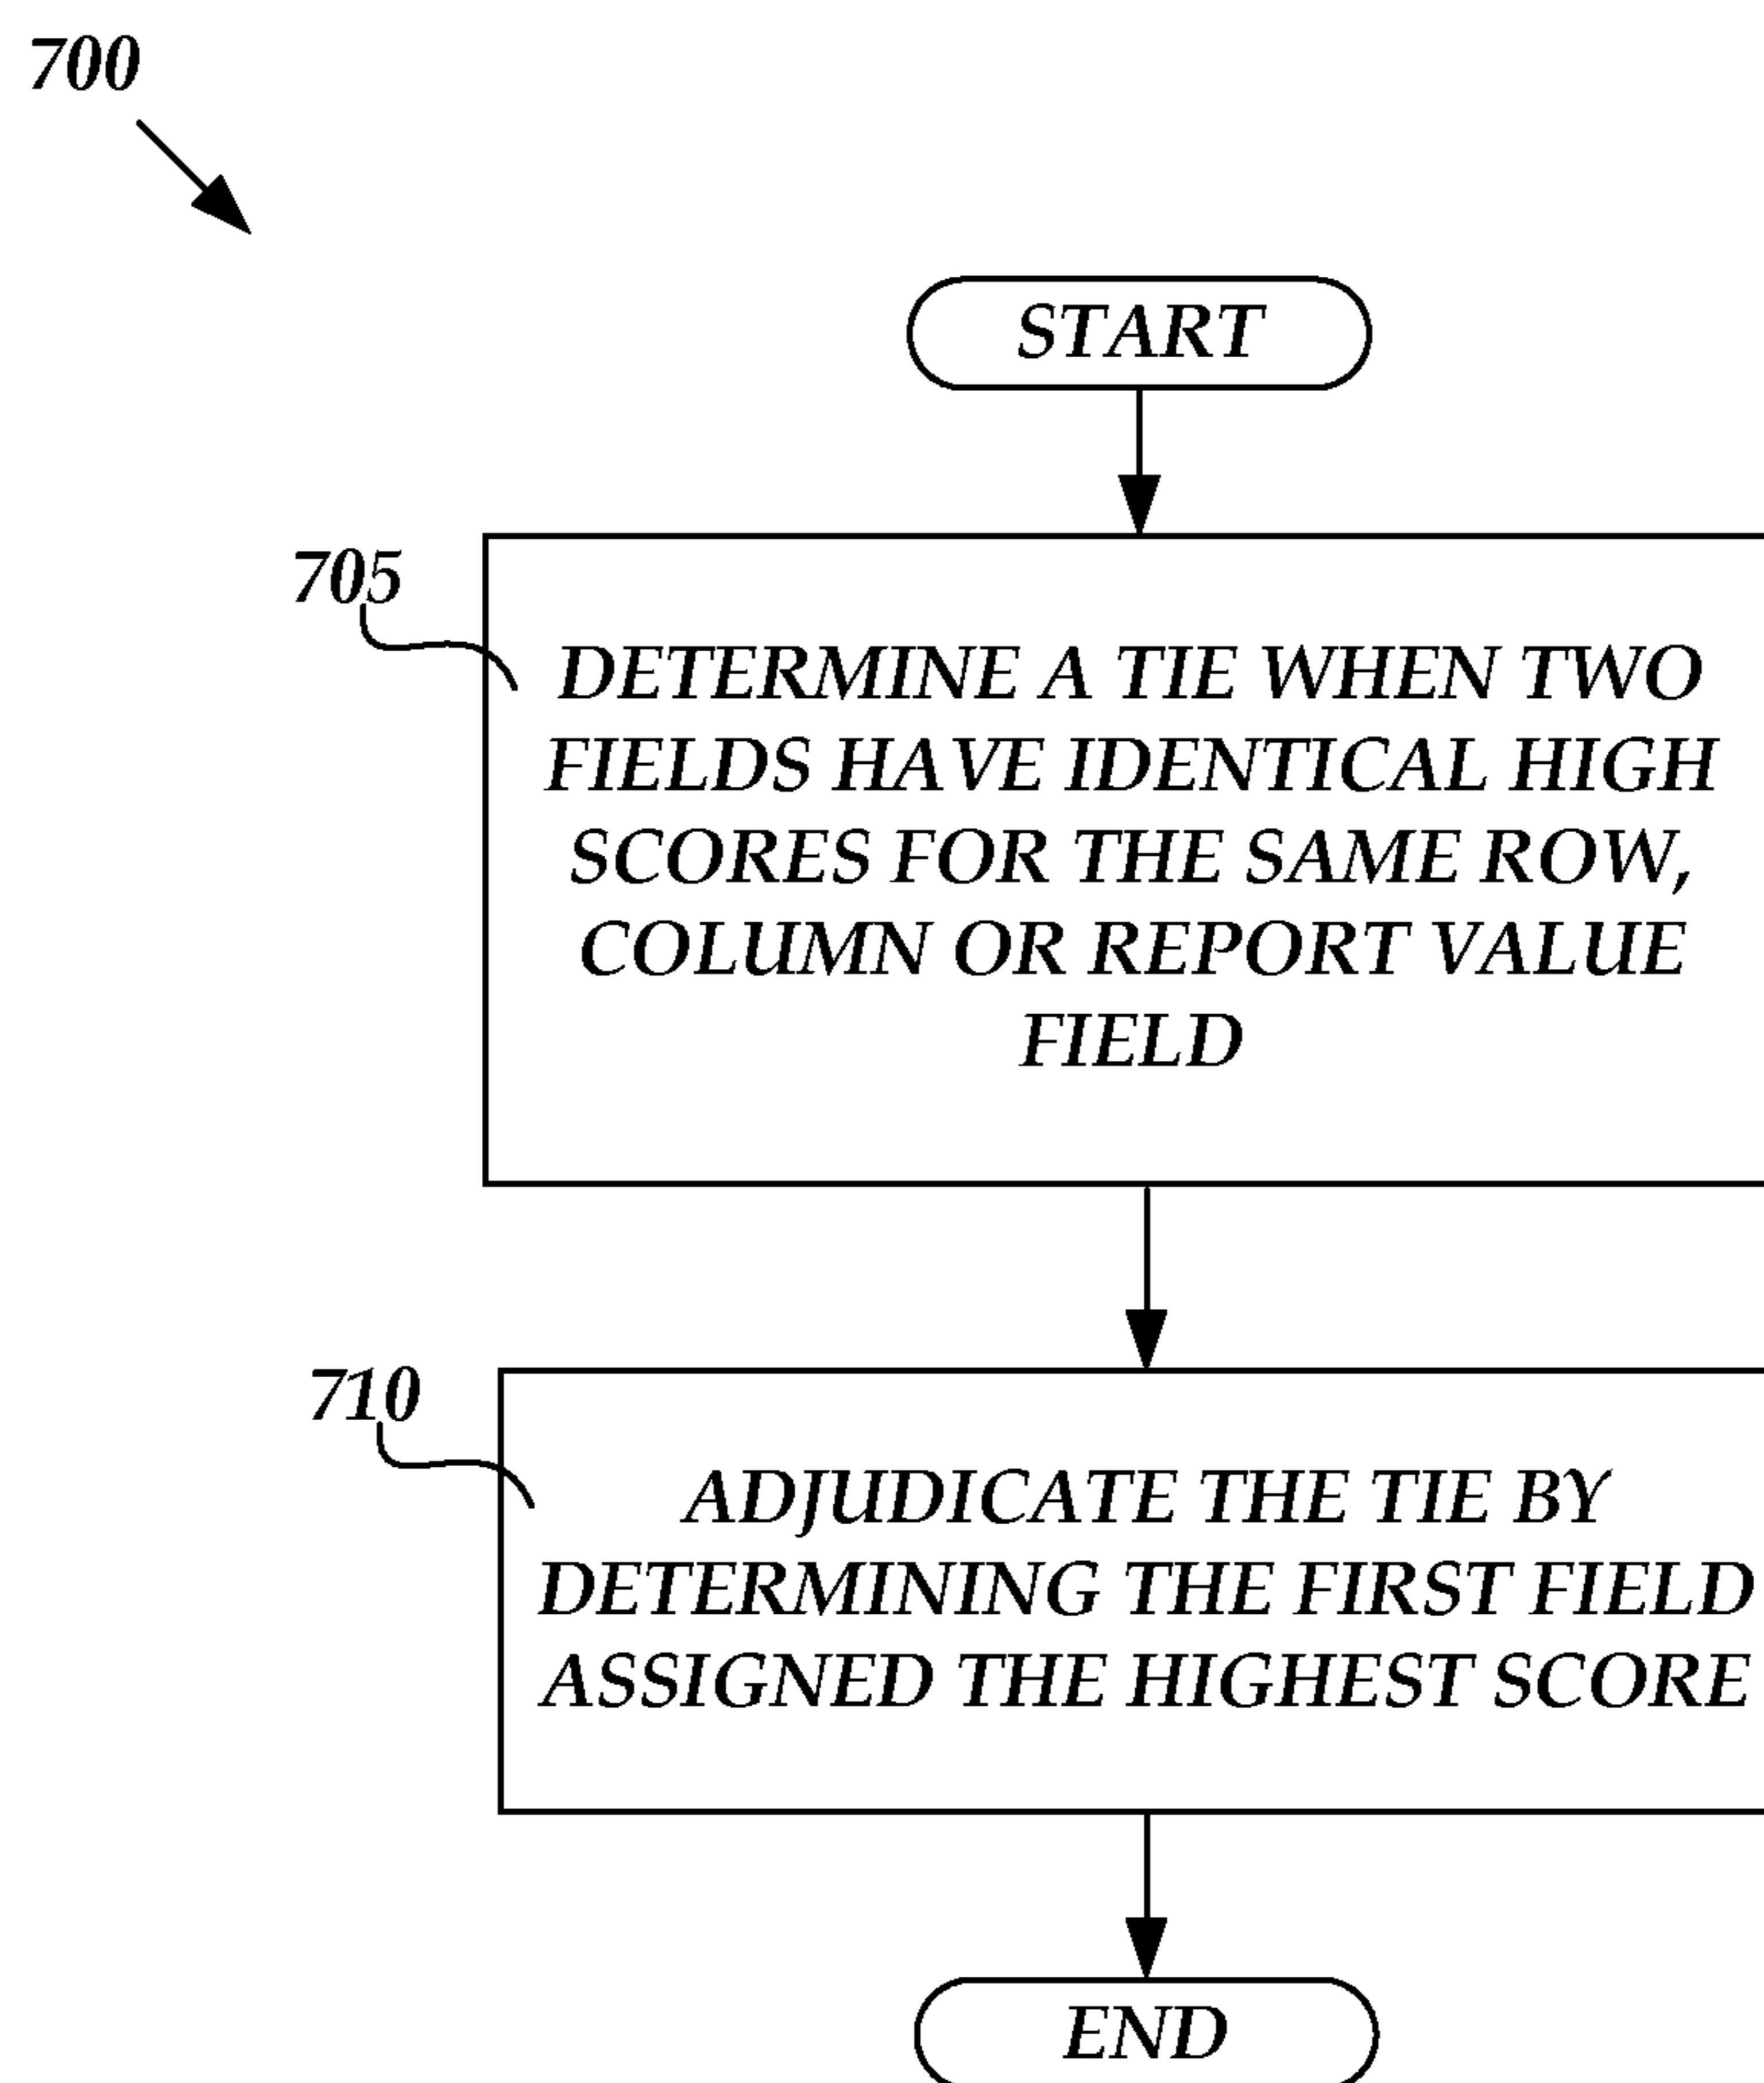 700
START
705
DETERMINE A TIE WHEN TWO
FIELDS HAVE IDENTICAL HIGH
SCORES FOR THE SAME ROW,
COLUMN OR REPORT VALUE
FIELD
710
ADJUDICATE THE TIE BY
DETERMINING THE FIRST FIELD
ASSIGNED THE HIGHEST SCORE
END